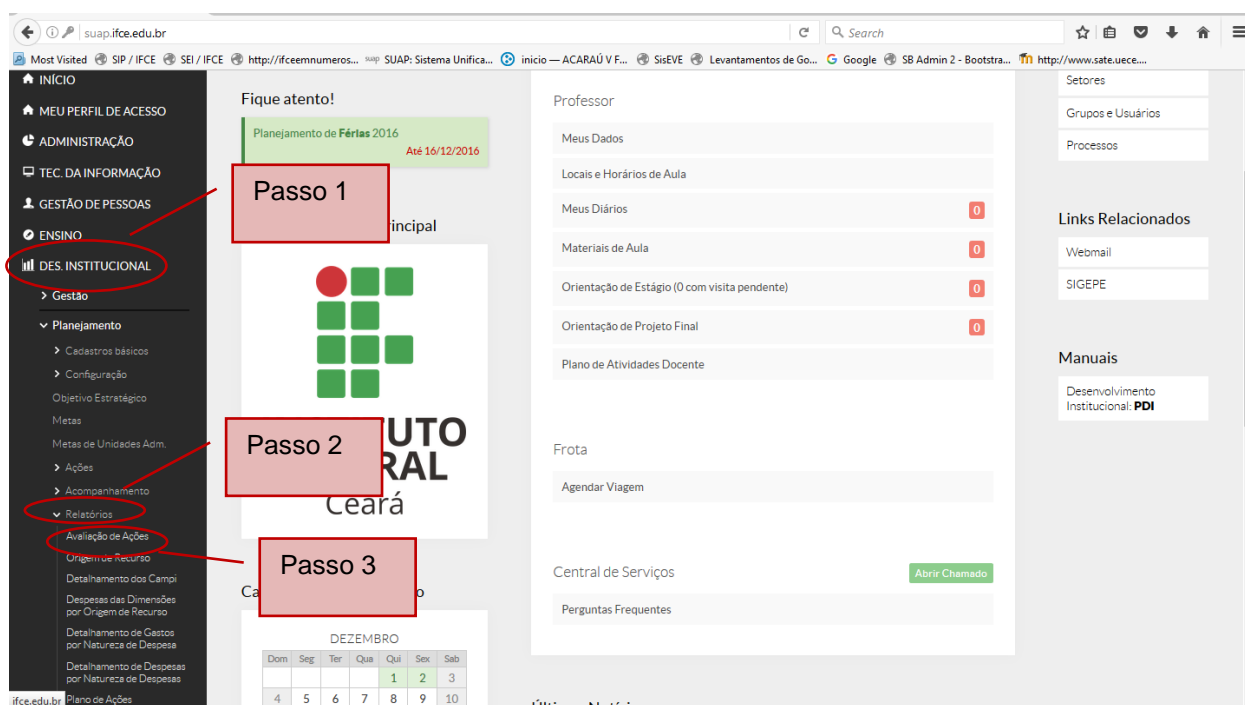 suap.ifce.edu.br
Search
Most Visited SIP / IFCE SEI / IFCE http://ifceemnumeros... SUAP: Sistema Unifica... inicio — ACARAÚ V F... SisEVE Levantamentos de Go... Google SB Admin 2 - Bootstra... http://www.sate.uece....
INÍCIO
MEU PERFIL DE ACESSO
ADMINISTRAÇÃO
TEC. DA INFORMAÇÃO
GESTÃO DE PESSOAS
ENSINO
DES. INSTITUCIONAL
Gestão
Planejamento
Cadastros básicos
Configuração
Objetivo Estratégico
Metas
Metas de Unidades Adm.
Ações
Acompanhamento
Relatórios
Avaliação de Ações
Origem de Recurso
Detalhamento dos Campi
Despesas das Dimensões
por Origem de Recurso
Detalhamento de Gastos
por Natureza de Despesa
Detalhamento de Despesas
por Natureza de Despesas
Plano de Ações
ifce.edu.br
Fique atento!
Planejamento de Férias 2016
Até 16/12/2016
Passo 1
incipal
UTO
RAL
Ceará
Passo 2
Passo 3
Ca
o
DEZEMBRO
Dom Seg Ter Qua Qui Sex Sab
1 2 3
4 5 6 7 8 9 10
Professor
Meus Dados
Locais e Horários de Aula
Meus Diários 0
Materiais de Aula 0
Orientação de Estágio (0 com visita pendente) 0
Orientação de Projeto Final 0
Plano de Atividades Docente
Frota
Agendar Viagem
Central de Serviços Abrir Chamado
Perguntas Frequentes
Setores
Grupos e Usuários
Processos
Links Relacionados
Webmail
SIGEPE
Manuais
Desenvolvimento
Institucional: PDI